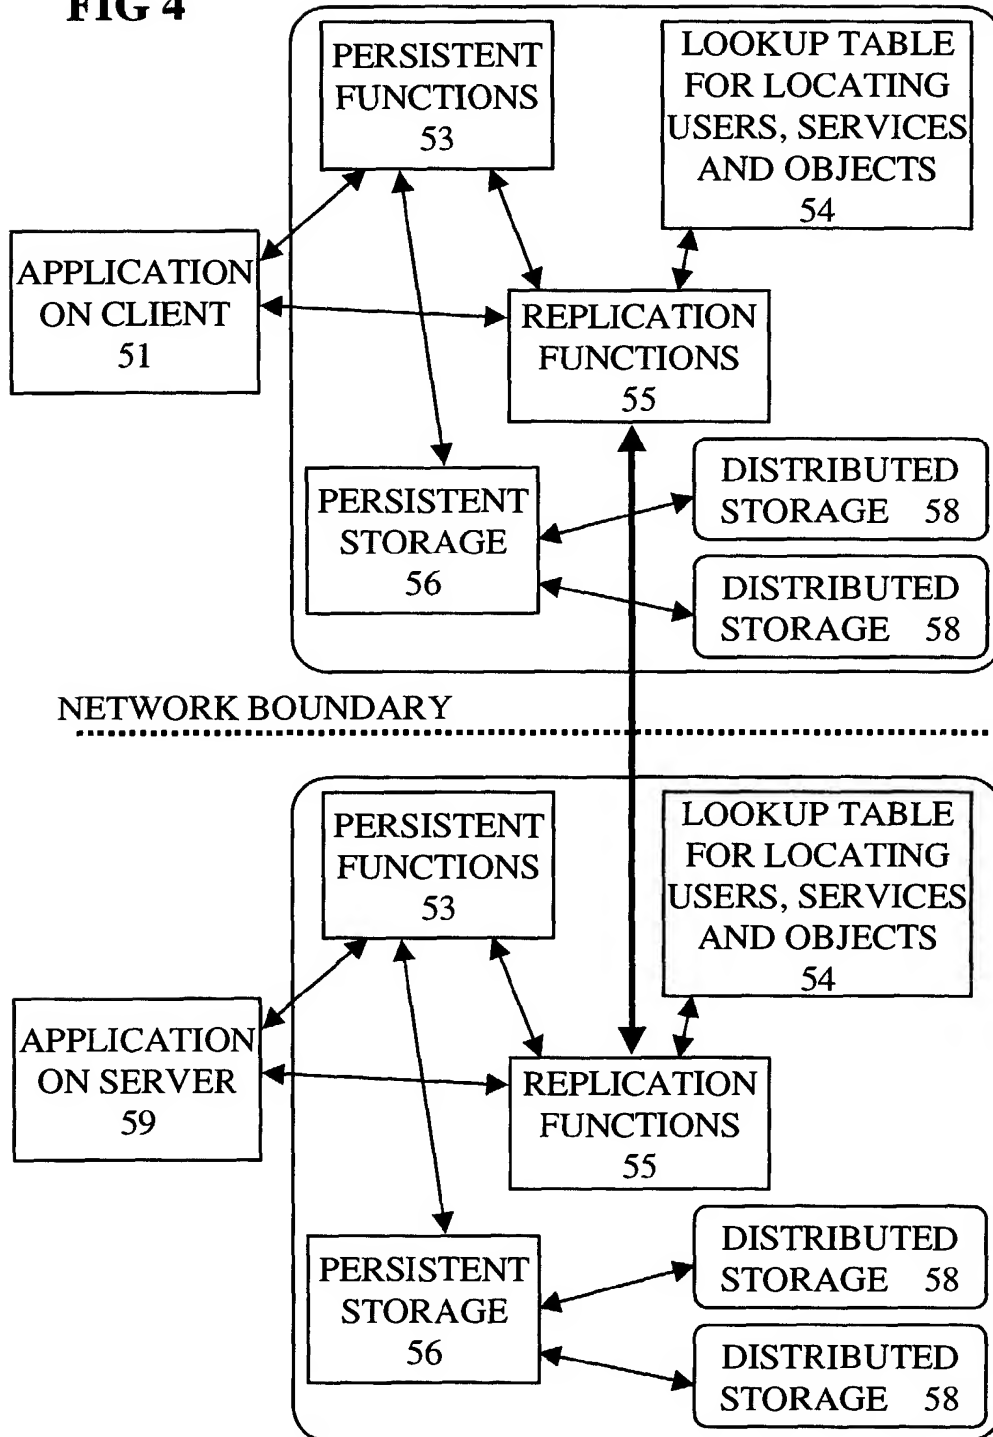 FIG 4
PERSISTENT
FUNCTIONS
53
LOOKUP TABLE
FOR LOCATING
USERS, SERVICES
AND OBJECTS
54
APPLICATION
ON CLIENT
51
REPLICATION
FUNCTIONS
55
PERSISTENT
STORAGE
56
DISTRIBUTED
STORAGE 58
DISTRIBUTED
STORAGE 58
NETWORK BOUNDARY
PERSISTENT
FUNCTIONS
53
LOOKUP TABLE
FOR LOCATING
USERS, SERVICES
AND OBJECTS
54
APPLICATION
ON SERVER
59
REPLICATION
FUNCTIONS
55
PERSISTENT
STORAGE
56
DISTRIBUTED
STORAGE 58
DISTRIBUTED
STORAGE 58